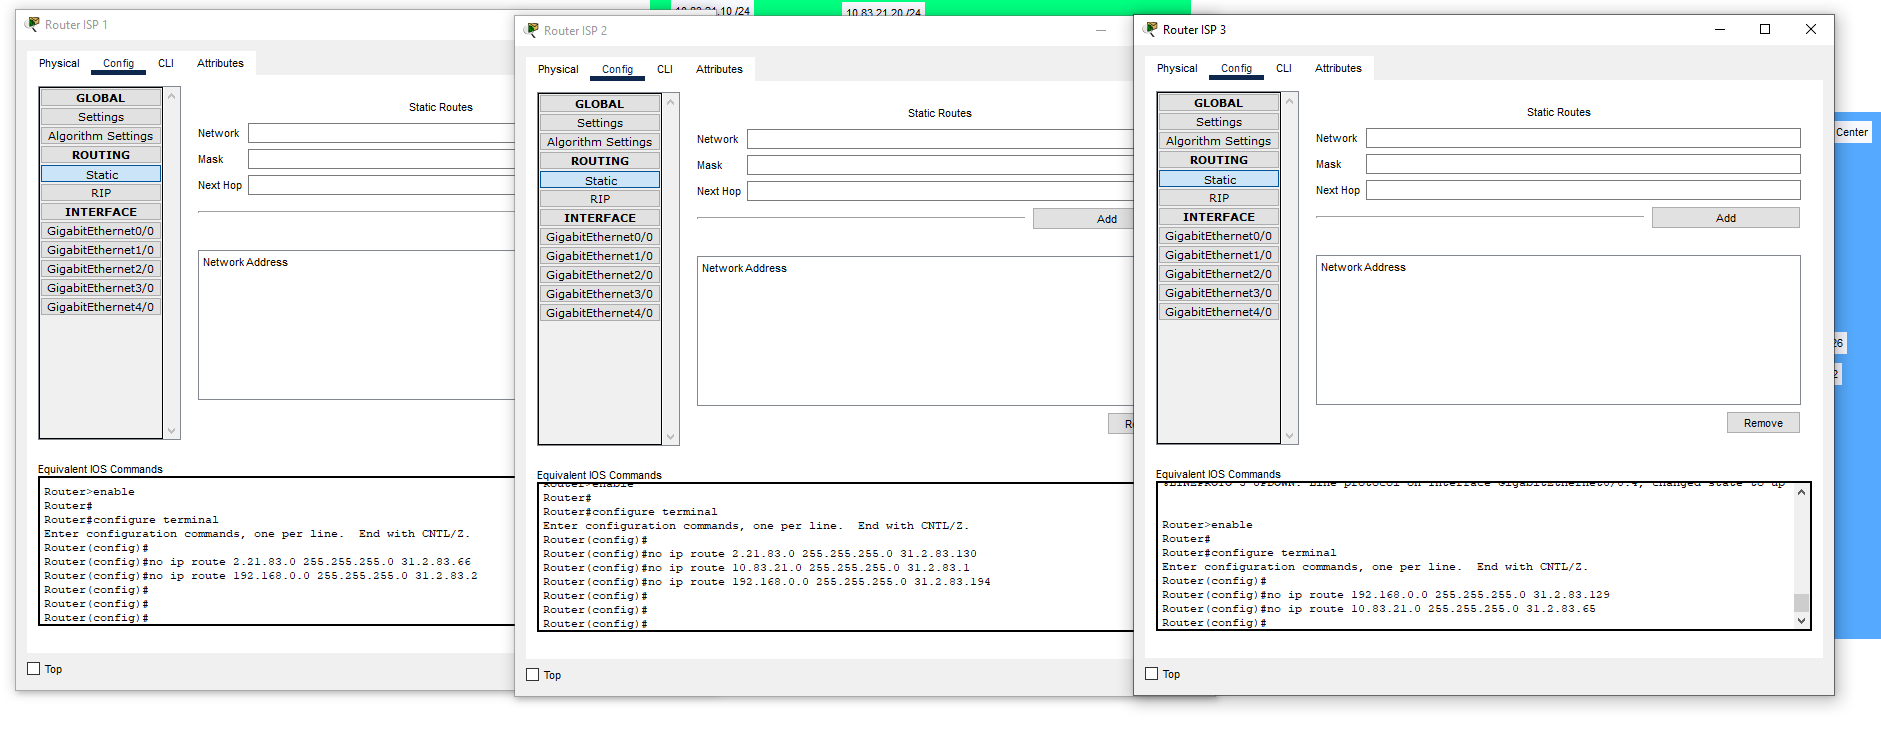 10.83.21.10 /24
10.83.21.20 /24
Center
26
2
Router ISP 1
Physical
Config
CLI
Attributes
GLOBAL
Settings
Algorithm Settings
ROUTING
Static
RIP
INTERFACE
GigabitEthernet0/0
GigabitEthernet1/0
GigabitEthernet2/0
GigabitEthernet3/0
GigabitEthernet4/0
Static Routes
Network
Mask
Next Hop
Network Address
Equivalent IOS Commands
Router>enable
Router#
Router#configure terminal
Enter configuration commands, one per line.  End with CNTL/Z.
Router(config)#
Router(config)#no ip route 2.21.83.0 255.255.255.0 31.2.83.66
Router(config)#no ip route 192.168.0.0 255.255.255.0 31.2.83.2
Router(config)#
Router(config)#
Router(config)#
Top
Router ISP 2
Physical
Config
CLI
Attributes
GLOBAL
Settings
Algorithm Settings
ROUTING
Static
RIP
INTERFACE
GigabitEthernet0/0
GigabitEthernet1/0
GigabitEthernet2/0
GigabitEthernet3/0
GigabitEthernet4/0
Static Routes
Network
Mask
Next Hop
Add
Network Address
Equivalent IOS Commands
Router>enable
Router#
Router#configure terminal
Enter configuration commands, one per line.  End with CNTL/Z.
Router(config)#
Router(config)#no ip route 2.21.83.0 255.255.255.0 31.2.83.130
Router(config)#no ip route 10.83.21.0 255.255.255.0 31.2.83.1
Router(config)#no ip route 192.168.0.0 255.255.255.0 31.2.83.194
Router(config)#
Router(config)#
Router(config)#
Top
Router ISP 3
Physical
Config
CLI
Attributes
GLOBAL
Settings
Algorithm Settings
ROUTING
Static
RIP
INTERFACE
GigabitEthernet0/0
GigabitEthernet1/0
GigabitEthernet2/0
GigabitEthernet3/0
GigabitEthernet4/0
Static Routes
Network
Mask
Next Hop
Add
Network Address
Remove
Equivalent IOS Commands
%LINEPROTO-5-UPDOWN: Line protocol on Interface GigabitEthernet0/0.4, changed state to up
Router>enable
Router#
Router#configure terminal
Enter configuration commands, one per line.  End with CNTL/Z.
Router(config)#
Router(config)#no ip route 192.168.0.0 255.255.255.0 31.2.83.129
Router(config)#no ip route 10.83.21.0 255.255.255.0 31.2.83.65
Router(config)#
Top